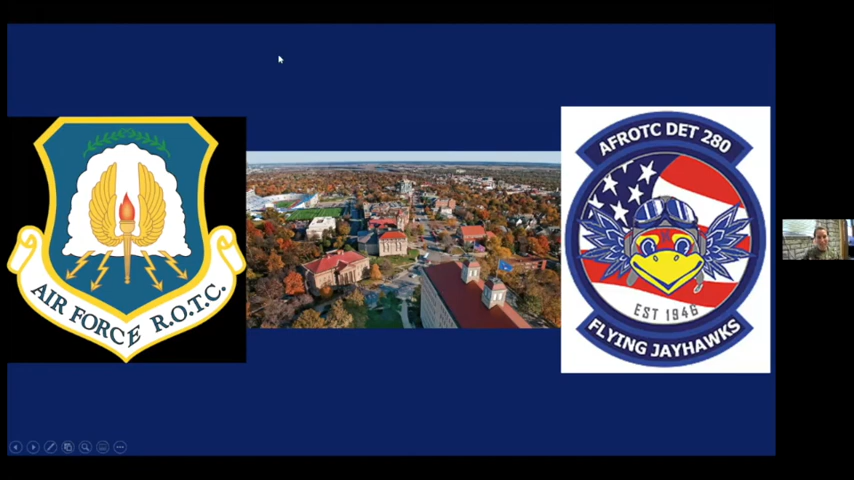 AIR FORCE R.O.T.C.
AFROTC DET 280
EST 1946
FLYING JAYHAWKS